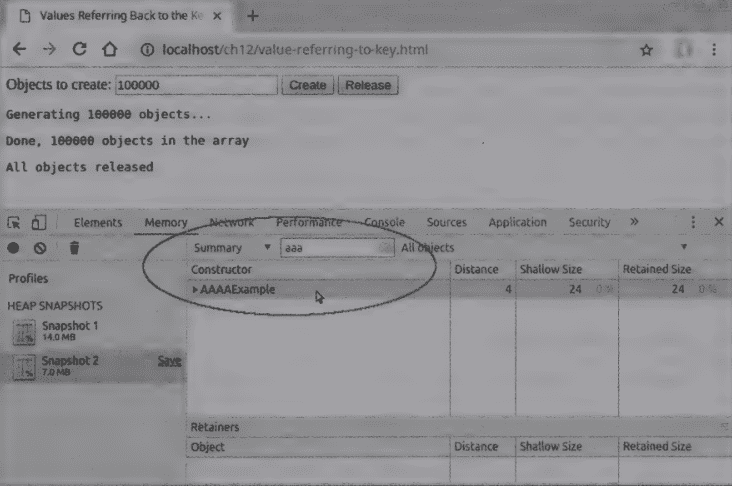 Values Referring Back to the Ke
localhost/ch12/value-referring-to-key.html
Objects to create: 100000 Create Release
Generating 100000 objects...
Done, 100000 objects in the array
All objects released
Elements Memory Network Performance Console Sources Application Security »
Summary aaa All objects
Profiles
Constructor Distance Shallow Size Retained Size
AAAAExample 4 24 0 % 24 0 %
HEAP SNAPSHOTS
Snapshot 1
14.0 MB
Snapshot 2 Save
7.0 MB
Retainers
Object Distance Shallow Size Retained Size